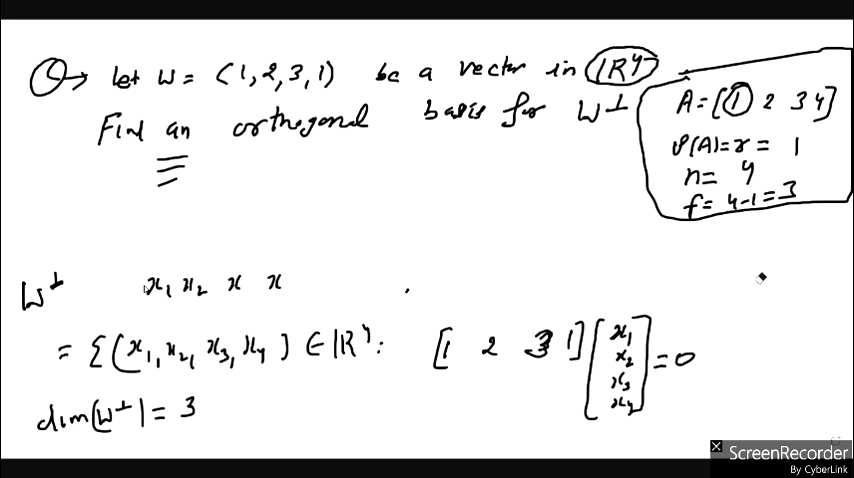 Q→ let W = (1, 2, 3, 1) be a vector in IR⁴
Find an orthogonal basis for W⊥
A = [1 2 3 4]
ρ(A) = r = 1
n = 4
f = 4-1 = 3
W⊥ x₁ x₂ x x
= {(x₁, x₂, x₃, x₄) ∈ IR⁴ : [1 2 3 1] [x₁ x₂ x₃ x₄] = 0
dim(W⊥) = 3
ScreenRecorder
By CyberLink